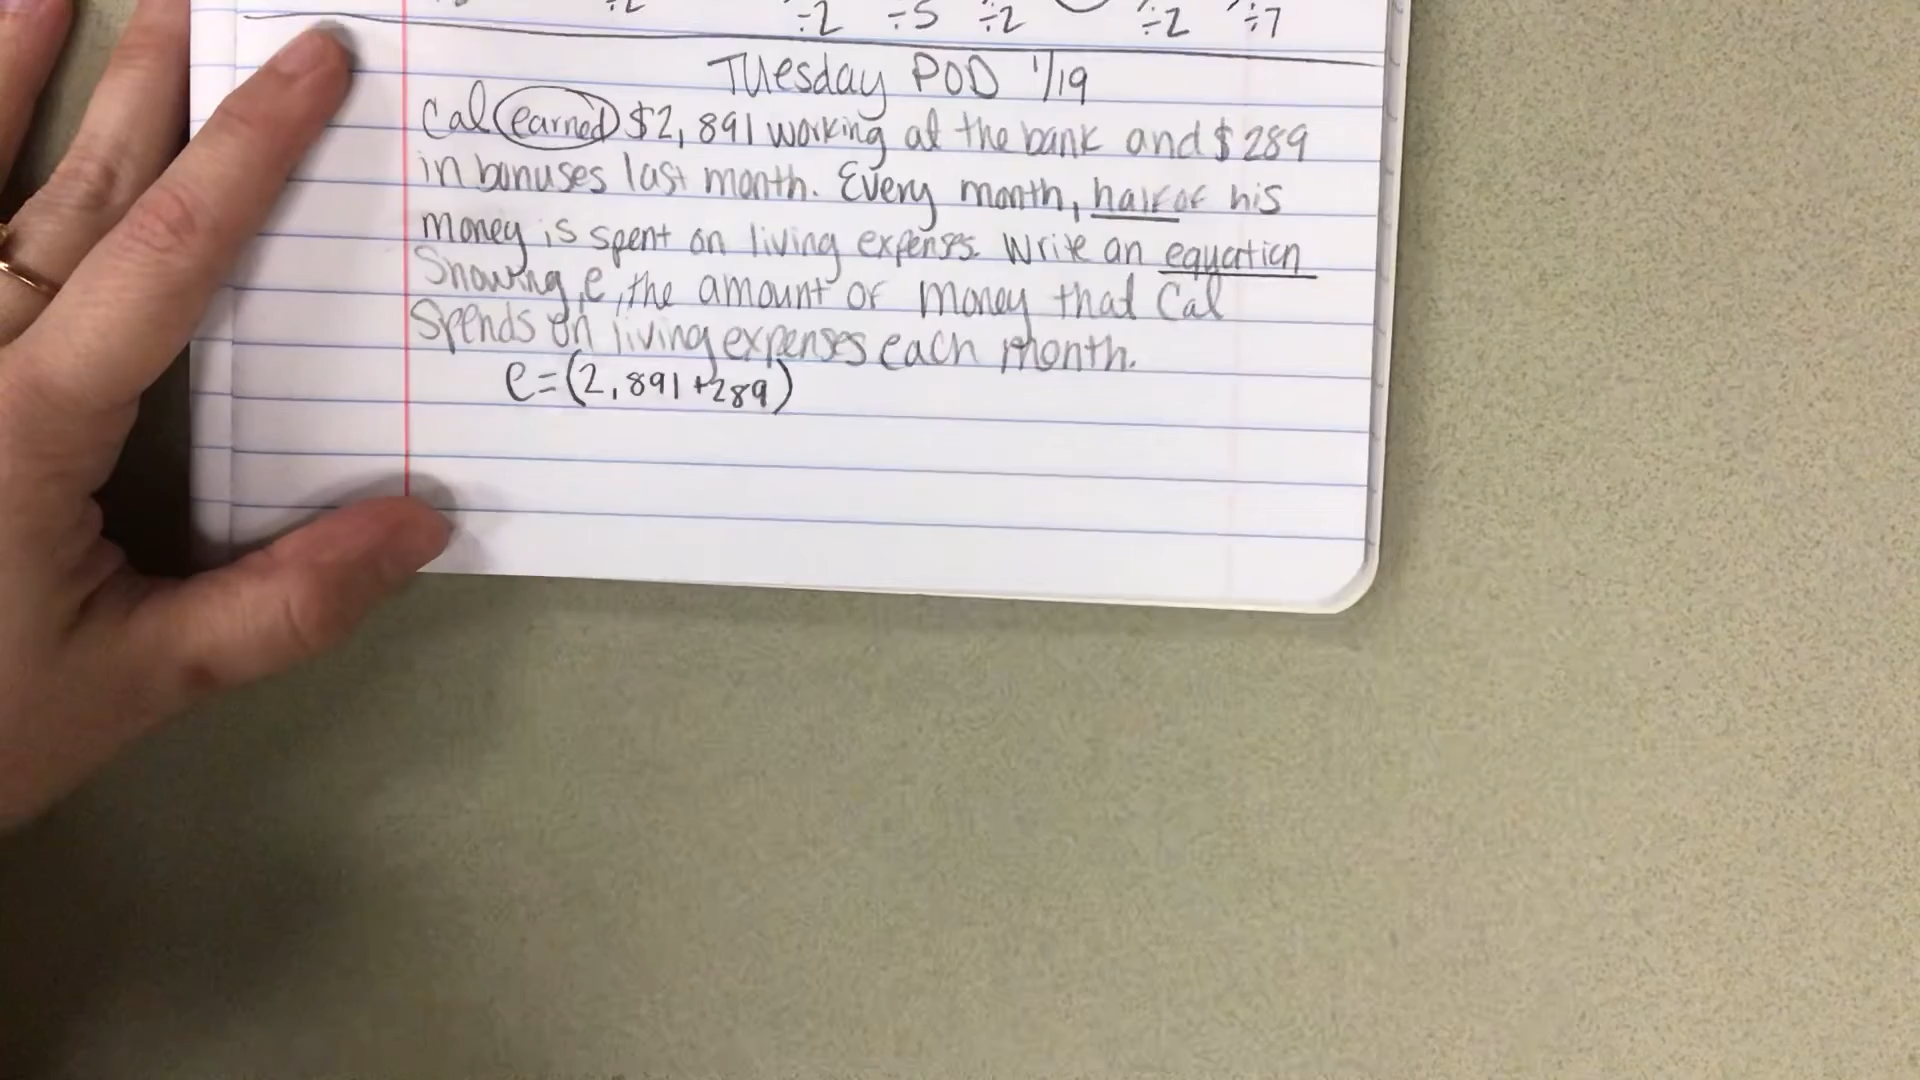 ÷2 ÷2 ÷5 ÷2 ÷2 ÷7
Tuesday POD 1/19
Cal earned $2,891 working at the bank and $289
in bonuses last month. Every month, half of his
money is spent on living expenses. Write an equation
Showing, e, the amount of money that Cal
Spends on living expenses each month.
e=(2,891+289)